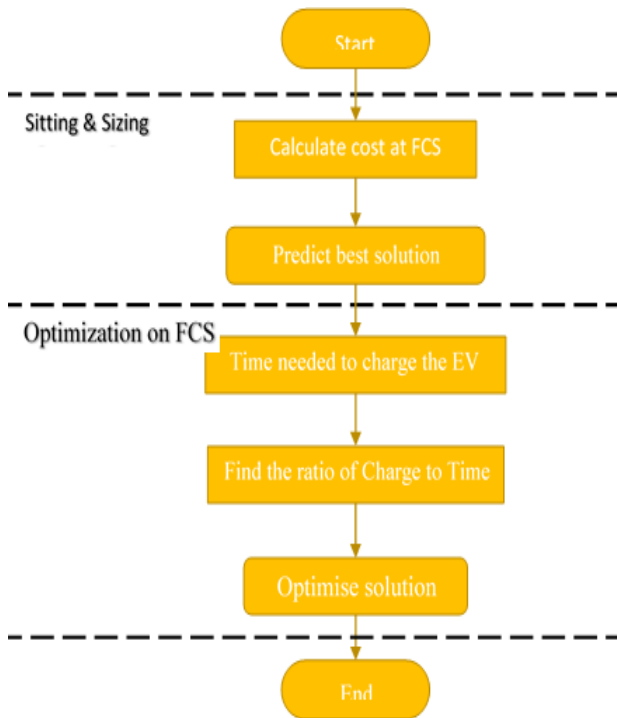 Start
Sitting & Sizing
Calculate cost at FCS
Predict best solution
Optimization on FCS
Time needed to charge the EV
Find the ratio of Charge to Time
Optimise solution
End